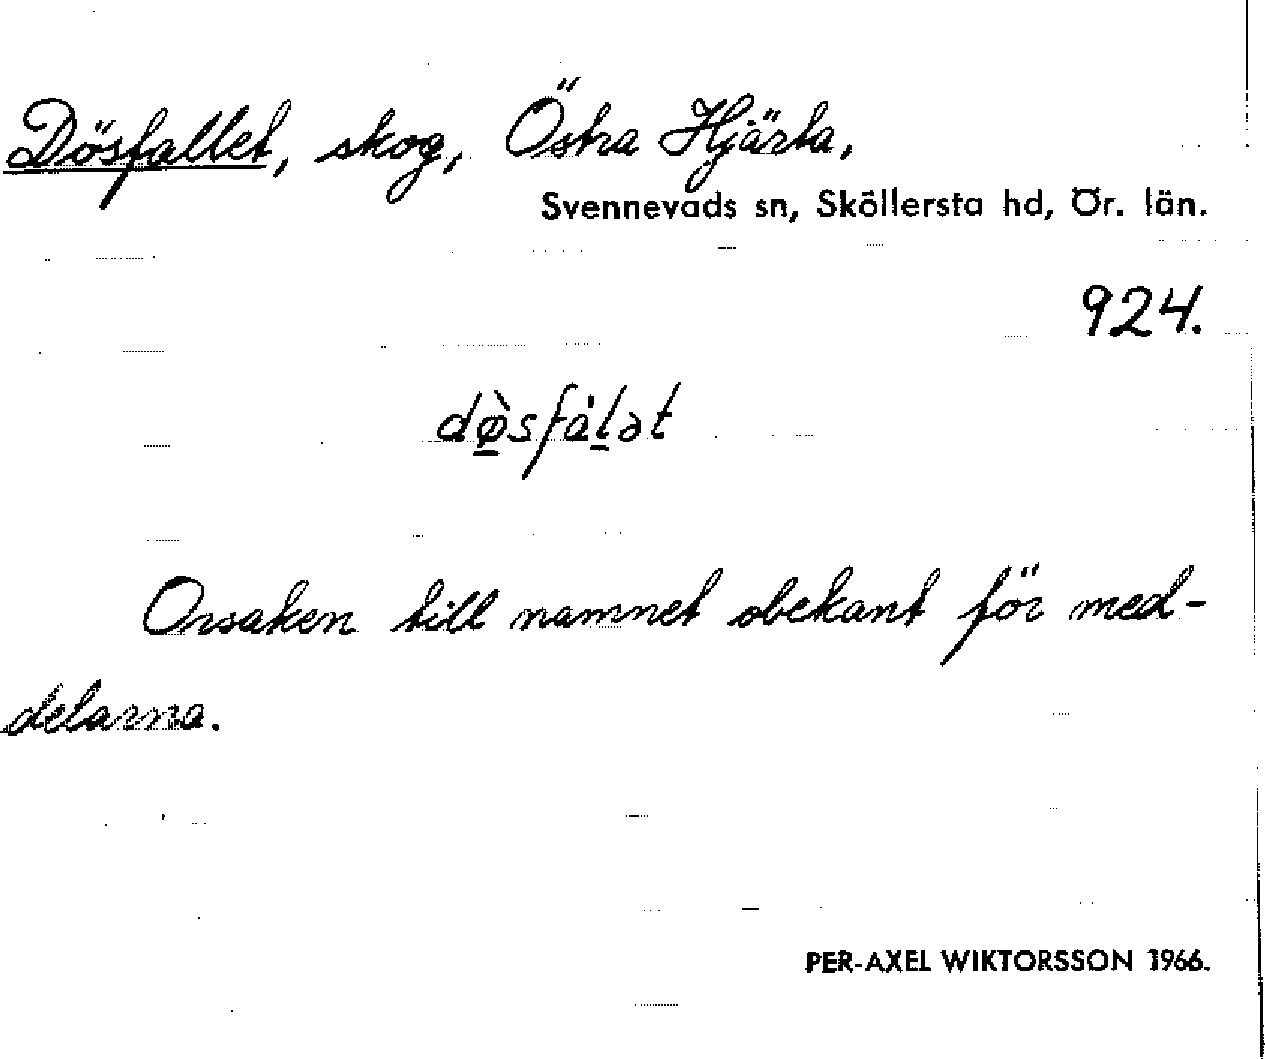 Dösfallet, skog, Östra Hjärta,
Svennevads sn, Sköllersta hd, Ör. län.
924.
dø̱̀sfȧḻət
Orsaken till namnet obekant för med-
delarna.
PER-AXEL WIKTORSSON 1966.